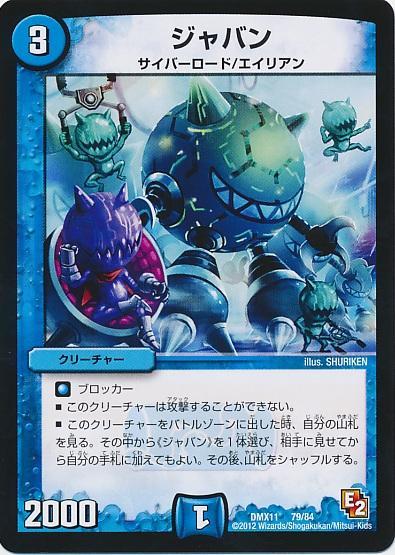 3
ジャバン
サイバーロード/エイリアン
illus. SHURIKEN
クリーチャー
ブロッカー
■ このクリーチャーは攻撃することができない。
■ このクリーチャーをバトルゾーンに出した時、自分の山札
を見る。その中から《ジャバン》を1体選び、相手に見せてか
ら自分の手札に加えてもよい。その後、山札をシャッフルする。
2000
1
DMX11 79/84
©2012 Wizards/Shogakukan/Mitsui-Kids
E2